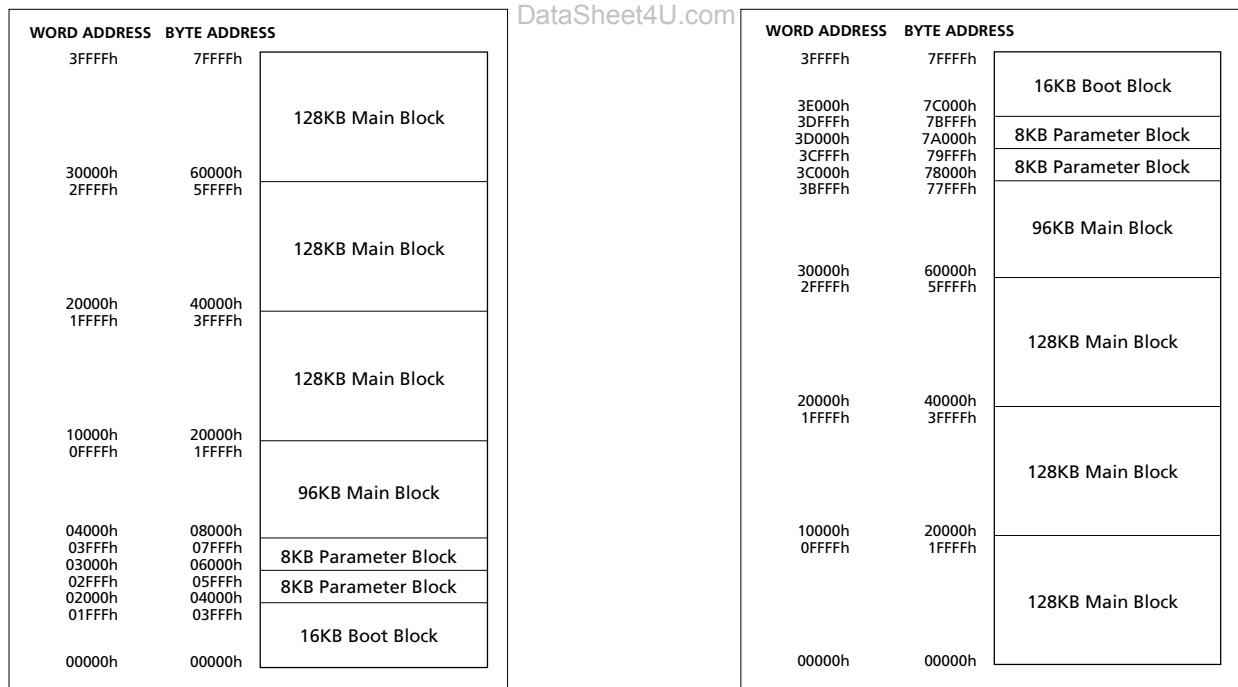 DataSheet4U.com
WORD ADDRESS BYTE ADDRESS
3FFFFh 7FFFFh
128KB Main Block
30000h 60000h
2FFFFh 5FFFFh
128KB Main Block
20000h 40000h
1FFFFh 3FFFFh
128KB Main Block
10000h 20000h
0FFFFh 1FFFFh
96KB Main Block
04000h 08000h
03FFFh 07FFFh
8KB Parameter Block
03000h 06000h
02FFFh 05FFFh
8KB Parameter Block
02000h 04000h
01FFFh 03FFFh
16KB Boot Block
00000h 00000h
WORD ADDRESS BYTE ADDRESS
3FFFFh 7FFFFh
16KB Boot Block
3E000h 7C000h
3DFFFh 7BFFFh
8KB Parameter Block
3D000h 7A000h
3CFFFh 79FFFh
8KB Parameter Block
3C000h 78000h
3BFFFh 77FFFh
96KB Main Block
30000h 60000h
2FFFFh 5FFFFh
128KB Main Block
20000h 40000h
1FFFFh 3FFFFh
128KB Main Block
10000h 20000h
0FFFFh 1FFFFh
128KB Main Block
00000h 00000h